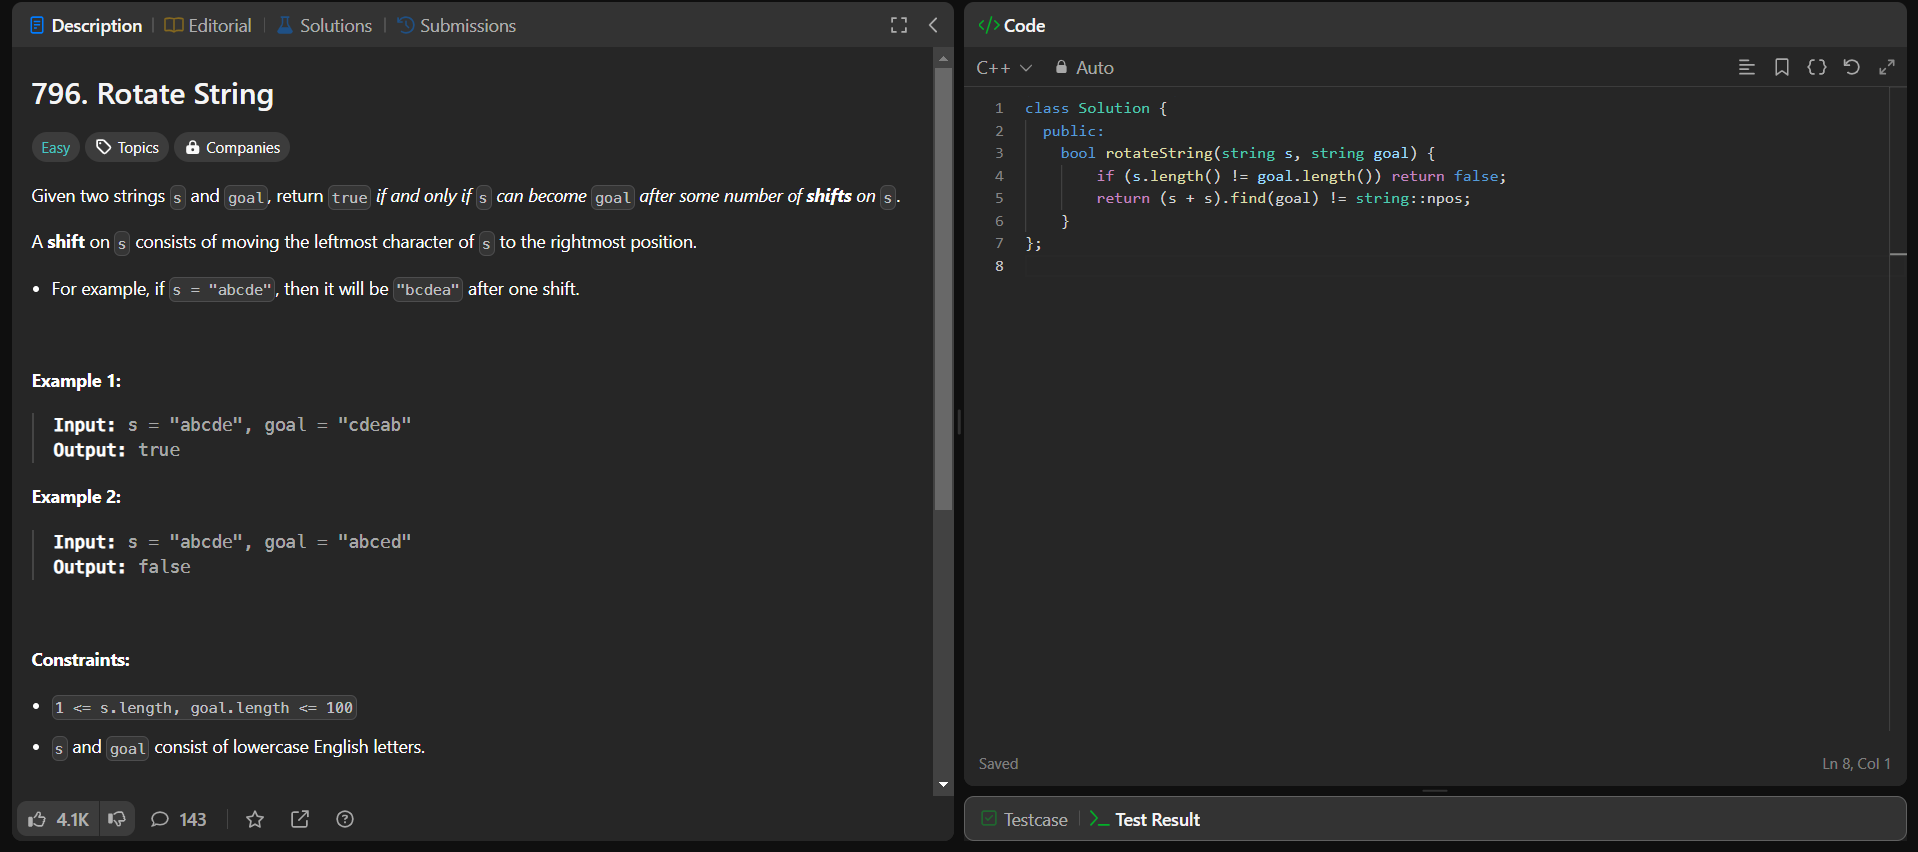 Description Editorial Solutions Submissions
796. Rotate String
Easy Topics Companies
Given two strings s and goal, return true if and only if s can become goal after some number of shifts on s.
A shift on s consists of moving the leftmost character of s to the rightmost position.
• For example, if s = "abcde", then it will be "bcdea" after one shift.
Example 1:
Input: s = "abcde", goal = "cdeab"
Output: true
Example 2:
Input: s = "abcde", goal = "abced"
Output: false
Constraints:
• 1 <= s.length, goal.length <= 100
• s and goal consist of lowercase English letters.
4.1K 143
</> Code
C++ Auto
1 class Solution {
2 public:
3 bool rotateString(string s, string goal) {
4 if (s.length() != goal.length()) return false;
5 return (s + s).find(goal) != string::npos;
6 }
7 };
8
Saved Ln 8, Col 1
Testcase >_ Test Result